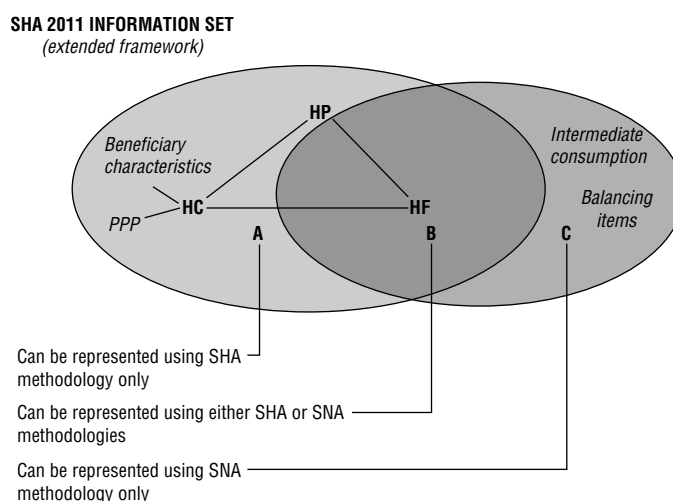 SHA 2011 INFORMATION SET
(extended framework)
HP
Beneficiary
characteristics
Intermediate
consumption
PPP
HC
HF
Balancing
items
A
B
C
Can be represented using SHA
methodology only
Can be represented using either SHA or SNA
methodologies
Can be represented using SNA
methodology only